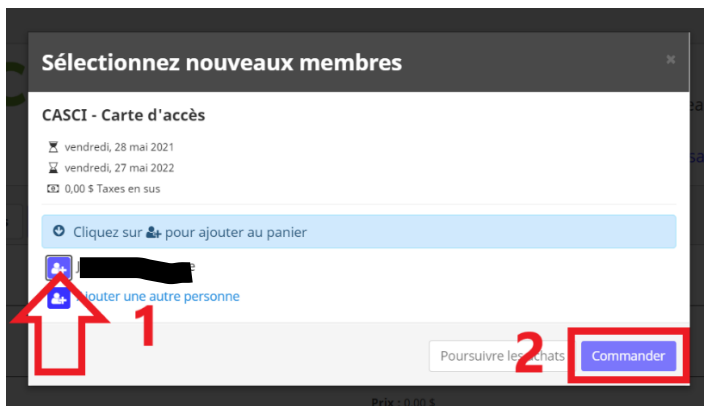 Sélectionnez nouveaux membres
×
CASCI - Carte d'accès
vendredi, 28 mai 2021
vendredi, 27 mai 2022
0,00 $ Taxes en sus
Cliquez sur pour ajouter au panier
J e
Ajouter une autre personne
1
2
Poursuivre les achats
Commander
Prix : 0,00 $